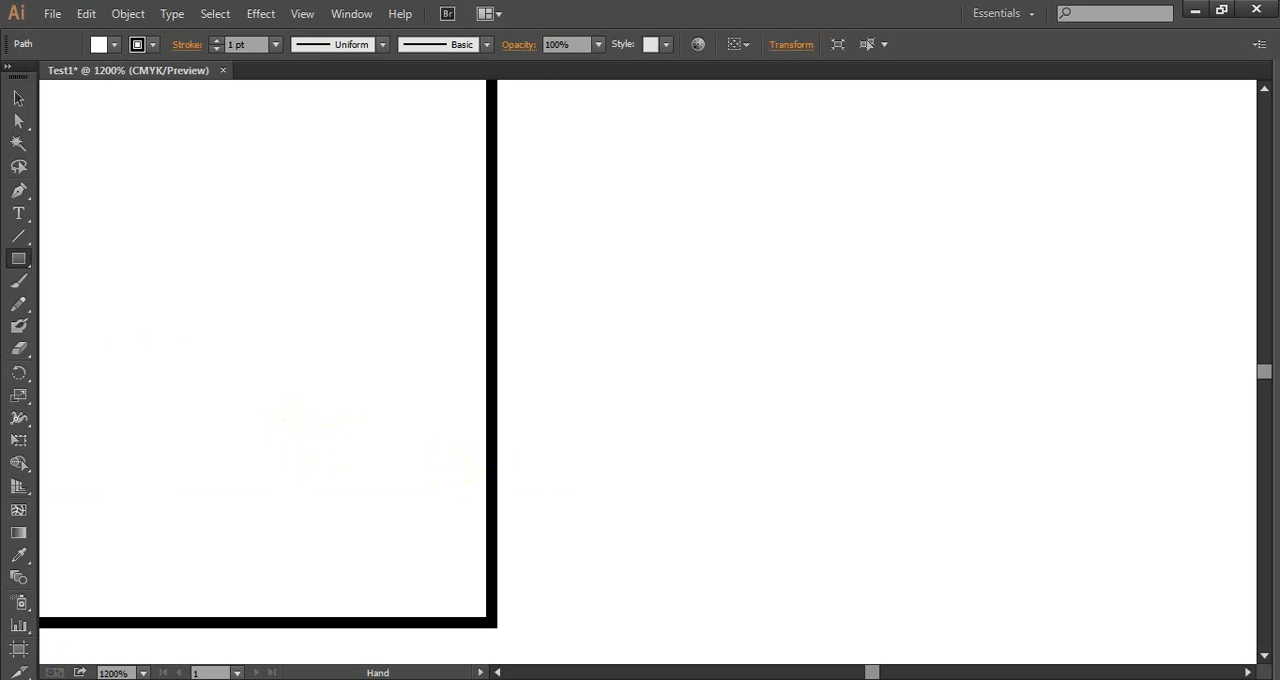 Ai File Edit Object Type Select Effect View Window Help Br Essentials
Path Stroke: 1 pt Uniform Basic Opacity: 100% Style: Transform
Test1* @ 1200% (CMYK/Preview) ×
T
1200% 1 Hand